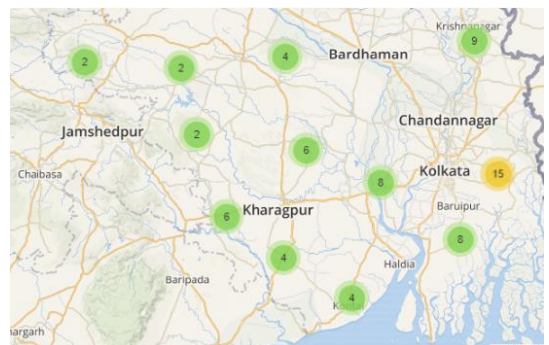 Krishnanagar
9
2
2
4
Bardhaman
Jamshedpur
2
Chandannagar
6
Chaibasa
Kolkata
15
8
6
Kharagpur
Baruipur
8
4
Haldia
Baripada
4
nargarh